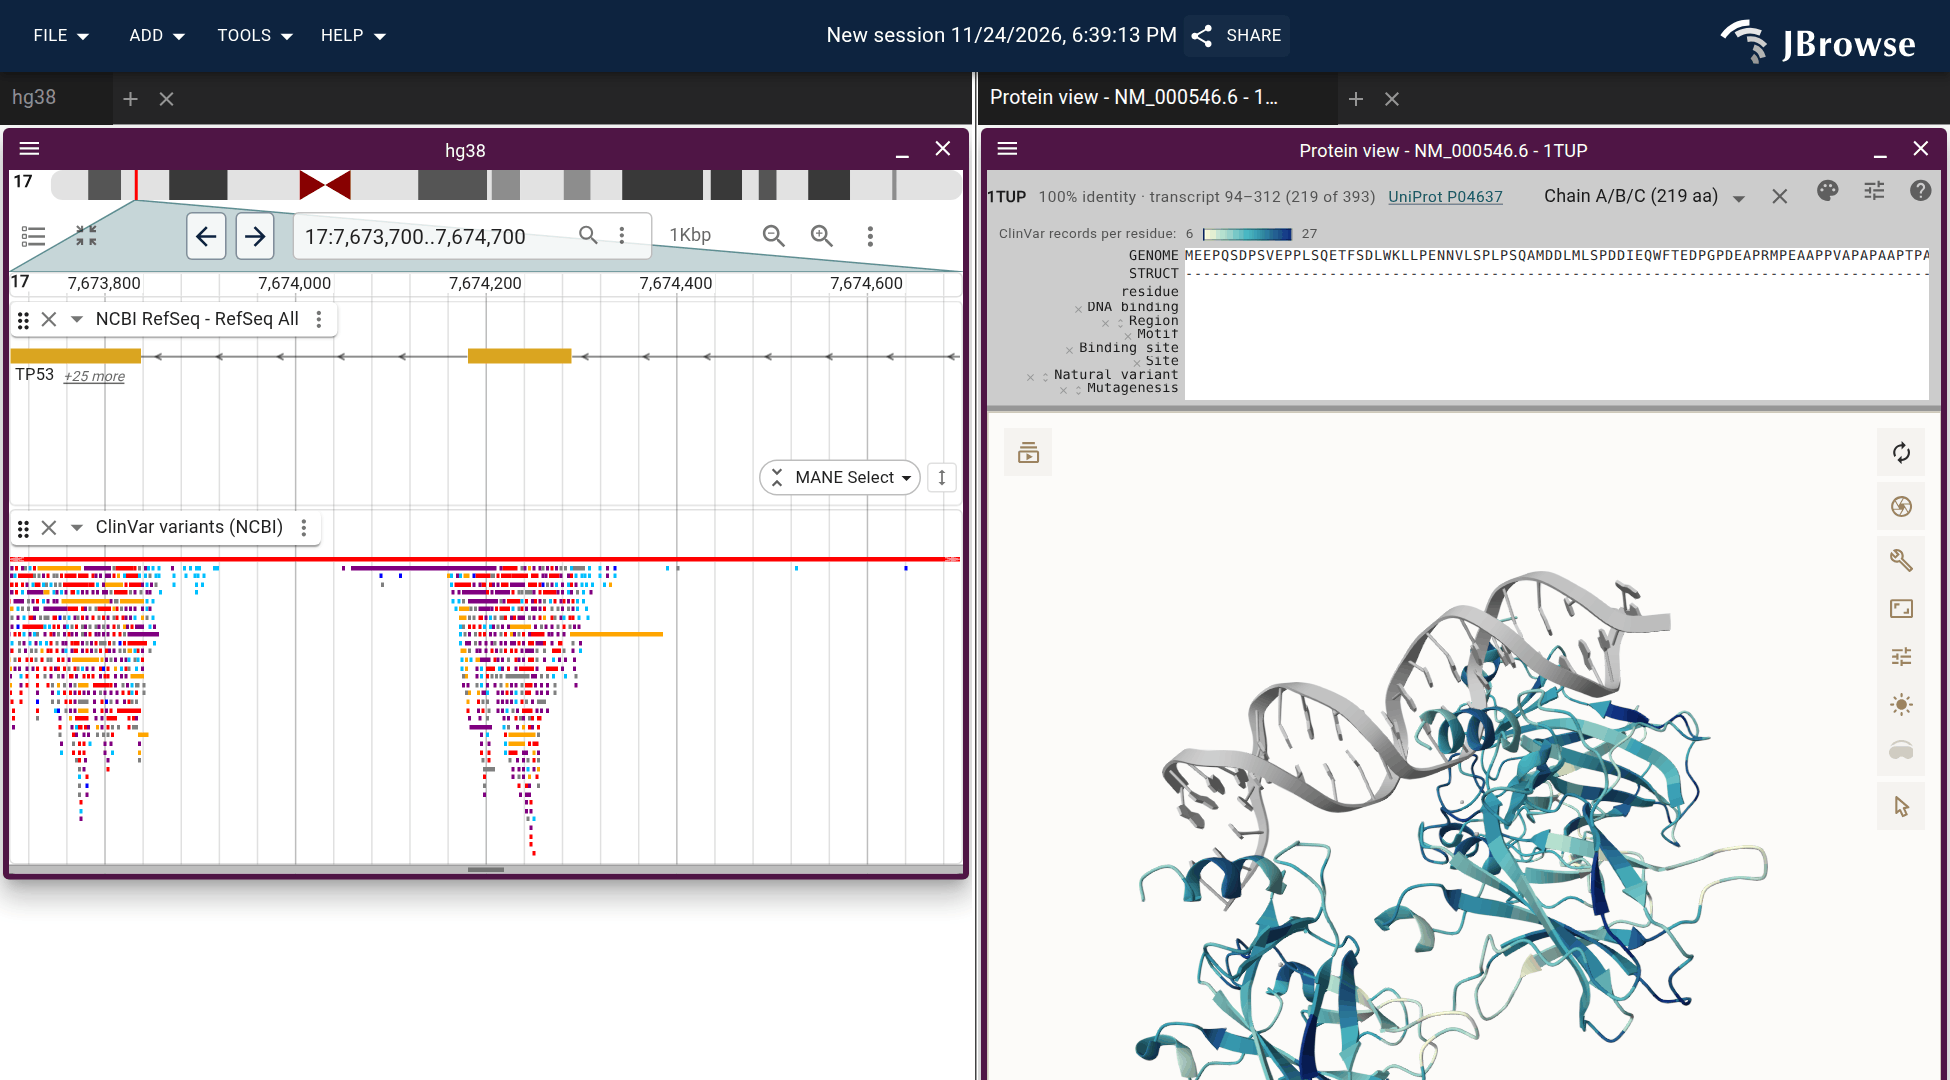 FILE ADD TOOLS HELP New session 11/24/2026, 6:39:13 PM SHARE JBrowse
hg38
Protein view - NM_000546.6 - 1...
hg38
17
17:7,673,700..7,674,700 1Kbp
17
7,673,800 7,674,000 7,674,200 7,674,400 7,674,600
NCBI RefSeq - RefSeq All
TP53 +25 more
MANE Select
ClinVar variants (NCBI)
Protein view - NM_000546.6 - 1TUP
1TUP 100% identity · transcript 94–312 (219 of 393) UniProt P04637 Chain A/B/C (219 aa)
ClinVar records per residue: 6 27
GENOME MEEPQSDPSVEPPLSQETFSDLWKLLPENNVLSPLPSQAMDDLMLSPDDIEQWFTEDPGPDEAPRMPEAAPPVAPAPAAPTPA
STRUCT -----------------------------------------------------------------------------------
residue
DNA binding
Region
Motif
Binding site
Site
Natural variant
Mutagenesis